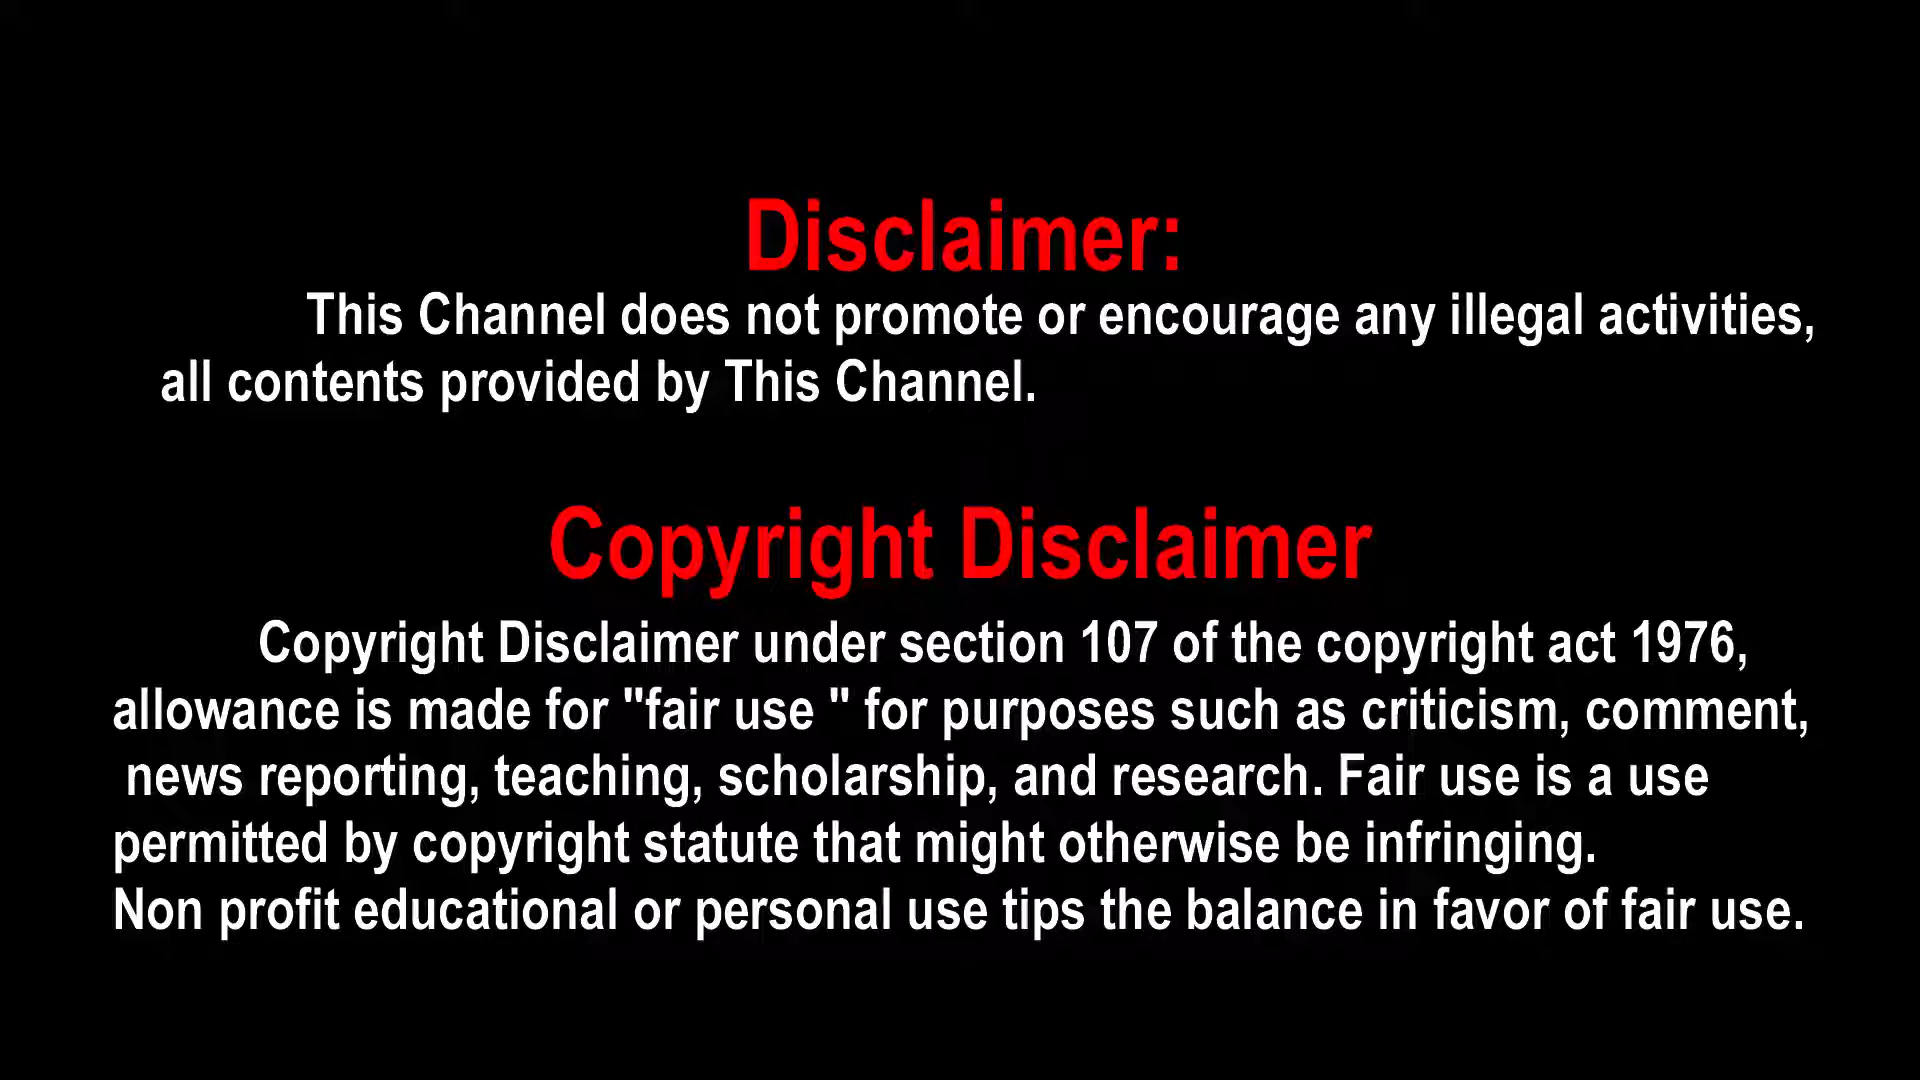 Disclaimer:
This Channel does not promote or encourage any illegal activities,
all contents provided by This Channel.
Copyright Disclaimer
Copyright Disclaimer under section 107 of the copyright act 1976,
allowance is made for "fair use " for purposes such as criticism, comment,
news reporting, teaching, scholarship, and research. Fair use is a use
permitted by copyright statute that might otherwise be infringing.
Non profit educational or personal use tips the balance in favor of fair use.